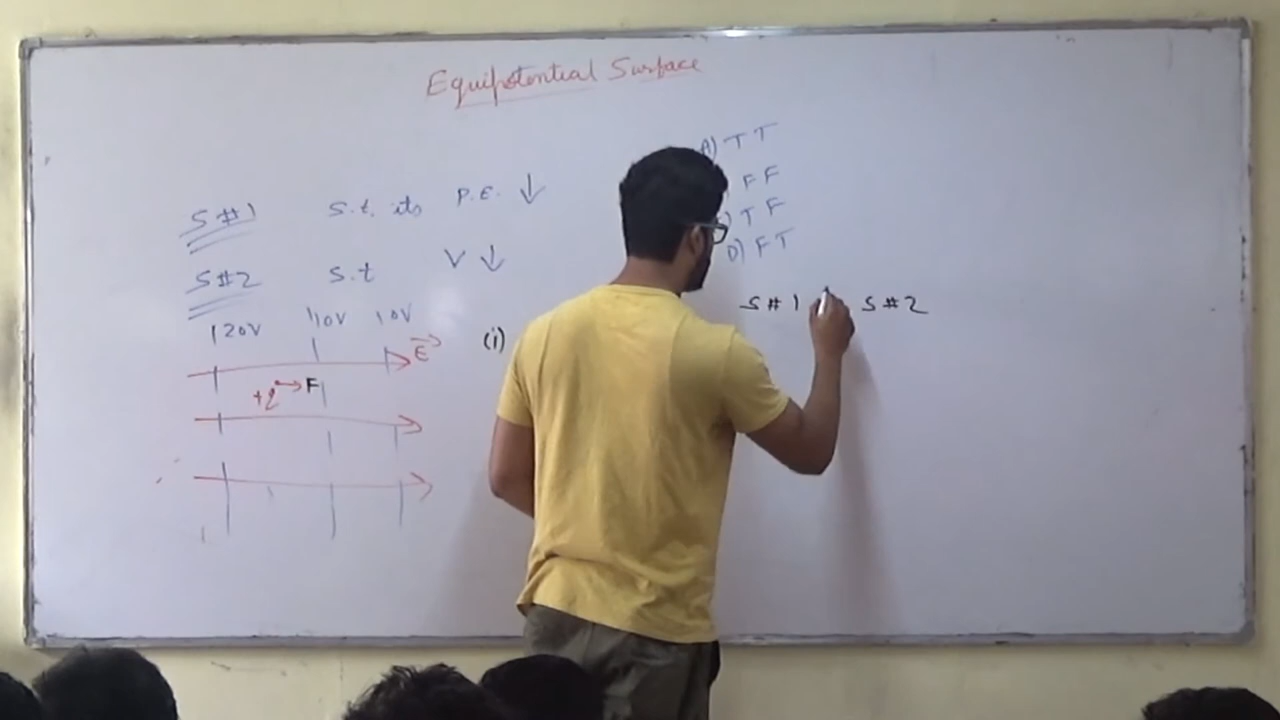 Equipotential Surface
S#1 s.t. its P.E. ↓
S#2 s.t V ↓
A) T T
F F
) T F
D) F T
120V 110V 10V
E
+q → F
(i)
S#1 S#2